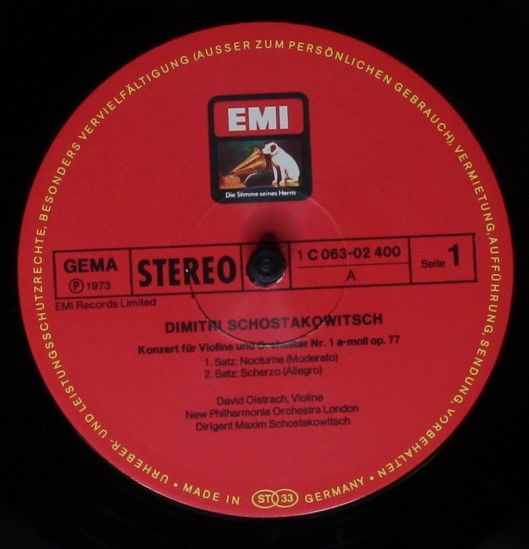 URHEBER- UND LEISTUNGSSCHUTZRECHTE, BESONDERS VERVIELFÄLTIGUNG (AUSSER ZUM PERSÖNLICHEN GEBRAUCH), VERMIETUNG, AUFFÜHRUNG, SENDUNG, VORBEHALTEN
EMI
Die Stimme seines Herrn
GEMA
Ⓟ 1973
STEREO
1 C 063-02 400
A
Seite 1
EMI Records Limited
DIMITRI SCHOSTAKOWITSCH
Konzert für Violine und Orchester Nr. 1 a-moll op. 77
1. Satz: Nocturne (Moderato)
2. Satz: Scherzo (Allegro)
David Oistrach, Violine
New Philharmonia Orchestra London
Dirigent Maxim Schostakowitsch
• MADE IN ST 33 GERMANY •